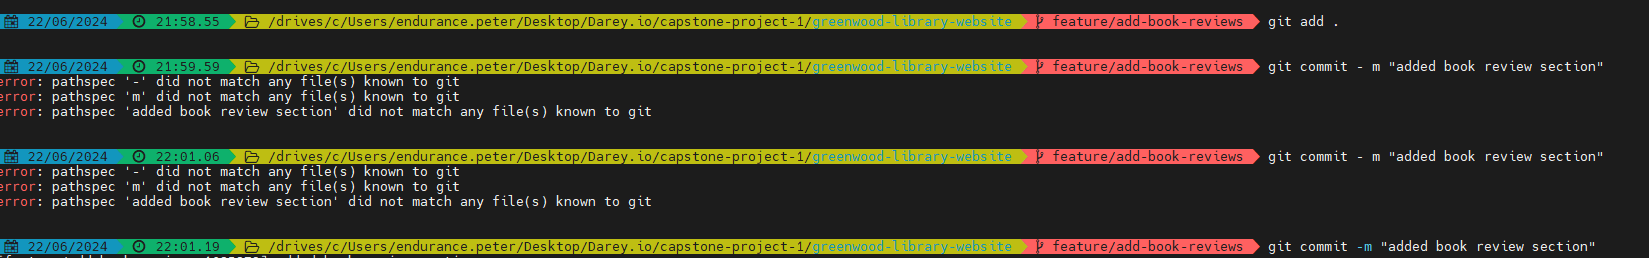 22/06/2024 21:58.55 /drives/c/Users/endurance.peter/Desktop/Darey.io/capstone-project-1/greenwood-library-website feature/add-book-reviews git add .
22/06/2024 21:59.59 /drives/c/Users/endurance.peter/Desktop/Darey.io/capstone-project-1/greenwood-library-website feature/add-book-reviews git commit - m "added book review section"
error: pathspec '-' did not match any file(s) known to git
error: pathspec 'm' did not match any file(s) known to git
error: pathspec 'added book review section' did not match any file(s) known to git
22/06/2024 22:01.06 /drives/c/Users/endurance.peter/Desktop/Darey.io/capstone-project-1/greenwood-library-website feature/add-book-reviews git commit - m "added book review section"
error: pathspec '-' did not match any file(s) known to git
error: pathspec 'm' did not match any file(s) known to git
error: pathspec 'added book review section' did not match any file(s) known to git
22/06/2024 22:01.19 /drives/c/Users/endurance.peter/Desktop/Darey.io/capstone-project-1/greenwood-library-website feature/add-book-reviews git commit -m "added book review section"